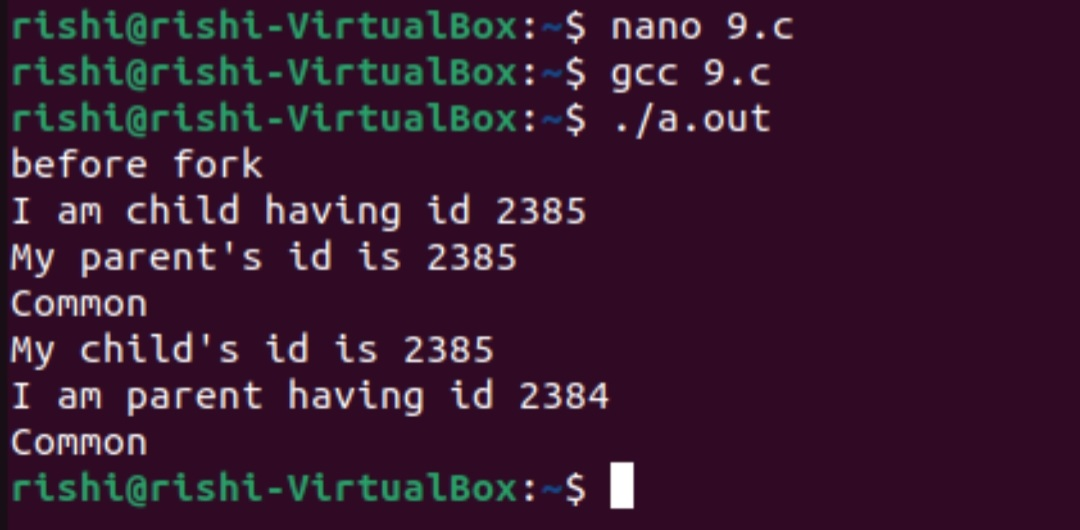 rishi@rishi-VirtualBox:~$ nano 9.c
rishi@rishi-VirtualBox:~$ gcc 9.c
rishi@rishi-VirtualBox:~$ ./a.out
before fork
I am child having id 2385
My parent's id is 2385
Common
My child's id is 2385
I am parent having id 2384
Common
rishi@rishi-VirtualBox:~$